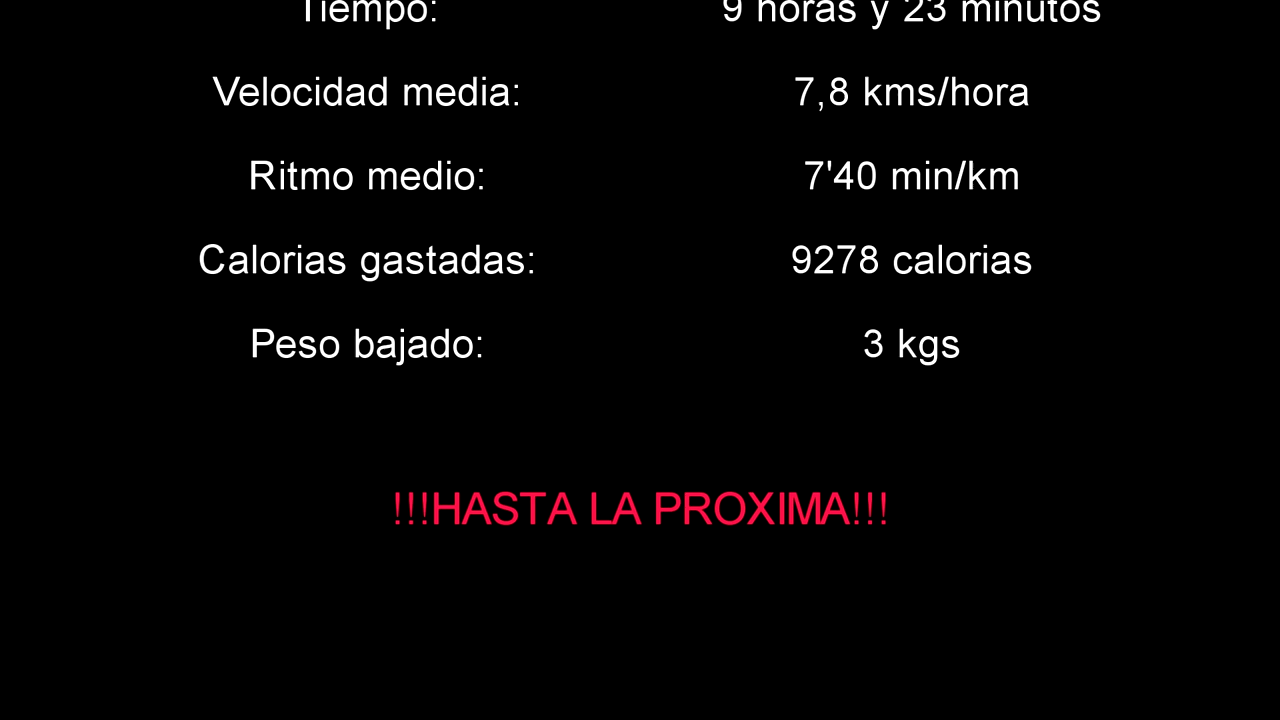 Tiempo: 9 horas y 23 minutos
Velocidad media: 7,8 kms/hora
Ritmo medio: 7'40 min/km
Calorias gastadas: 9278 calorias
Peso bajado: 3 kgs
!!!HASTA LA PROXIMA!!!